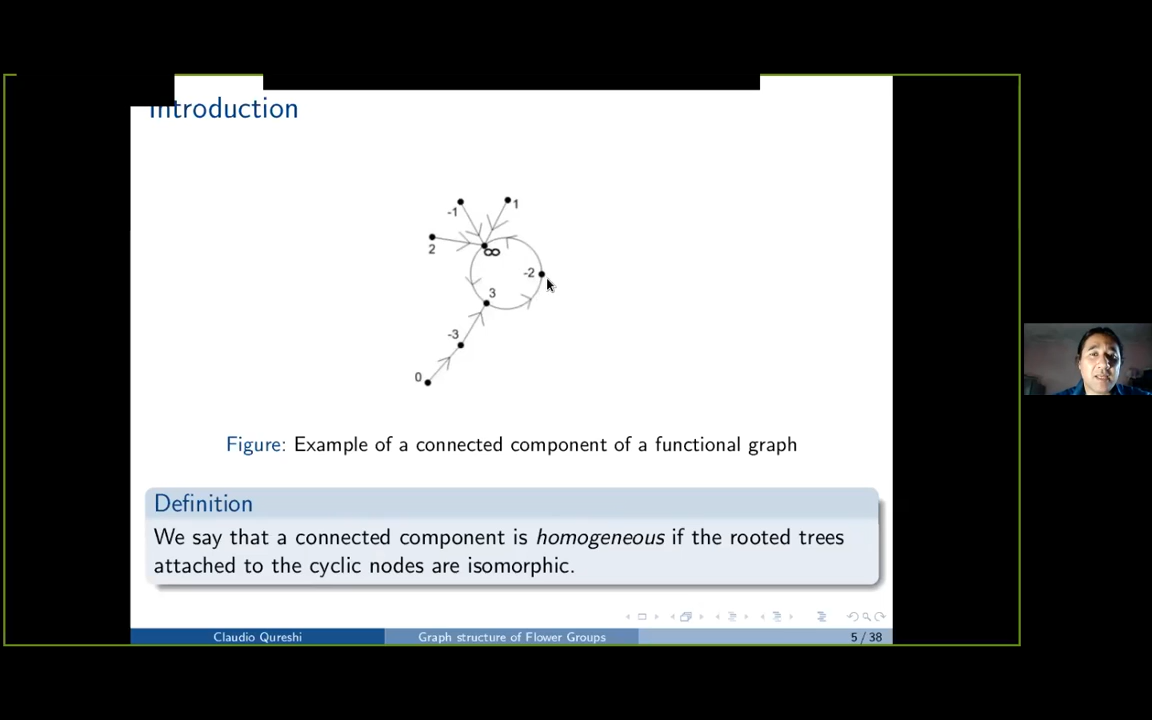 Introduction
-1
1
2
∞
-2
3
-3
0
Figure: Example of a connected component of a functional graph
Definition
We say that a connected component is homogeneous if the rooted trees
attached to the cyclic nodes are isomorphic.
Claudio Qureshi
Graph structure of Flower Groups
5 / 38